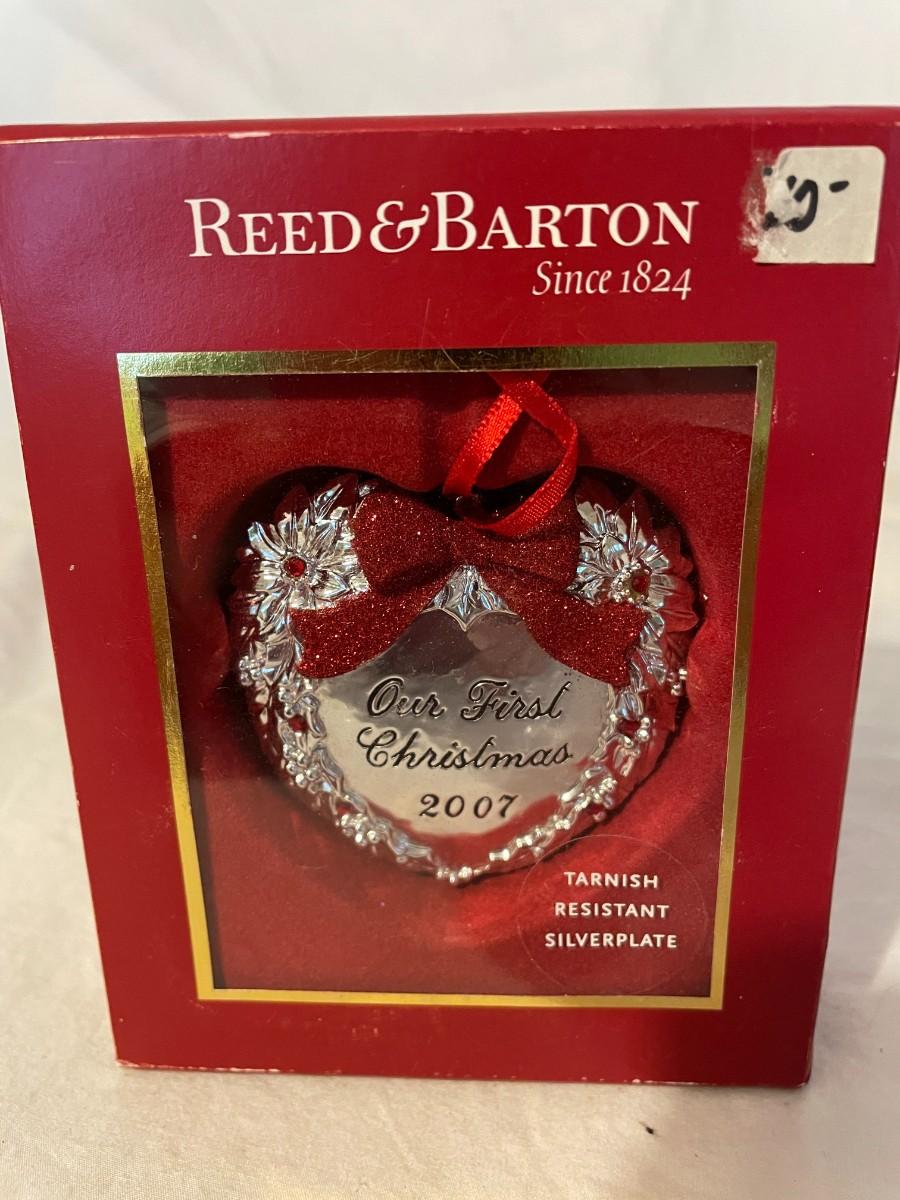 REED & BARTON
Since 1824
Our First
Christmas
2007
TARNISH
RESISTANT
SILVERPLATE